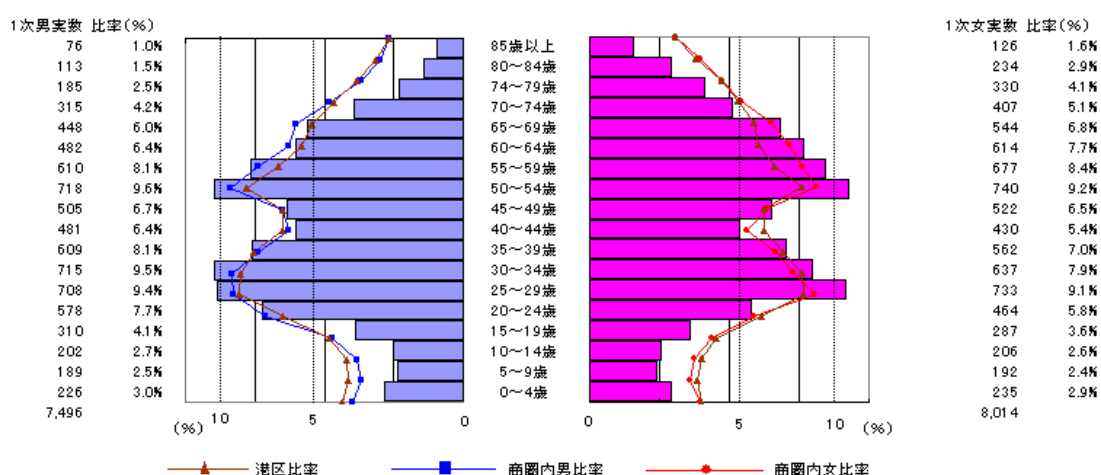 1次男実数 比率(%) 1次女実数 比率(%)
76 1.0% 85歳以上 126 1.6%
113 1.5% 80～84歳 234 2.9%
185 2.5% 74～79歳 330 4.1%
315 4.2% 70～74歳 407 5.1%
448 6.0% 65～69歳 544 6.8%
482 6.4% 60～64歳 614 7.7%
610 8.1% 55～59歳 677 8.4%
718 9.6% 50～54歳 740 9.2%
505 6.7% 45～49歳 522 6.5%
481 6.4% 40～44歳 430 5.4%
609 8.1% 35～39歳 562 7.0%
715 9.5% 30～34歳 637 7.9%
708 9.4% 25～29歳 733 9.1%
578 7.7% 20～24歳 464 5.8%
310 4.1% 15～19歳 287 3.6%
202 2.7% 10～14歳 206 2.6%
189 2.5% 5～9歳 192 2.4%
226 3.0% 0～4歳 235 2.9%
7,496 10 5 0 0 5 10 8,014
(%) (%)
港区比率 商圏内男比率 商圏内女比率